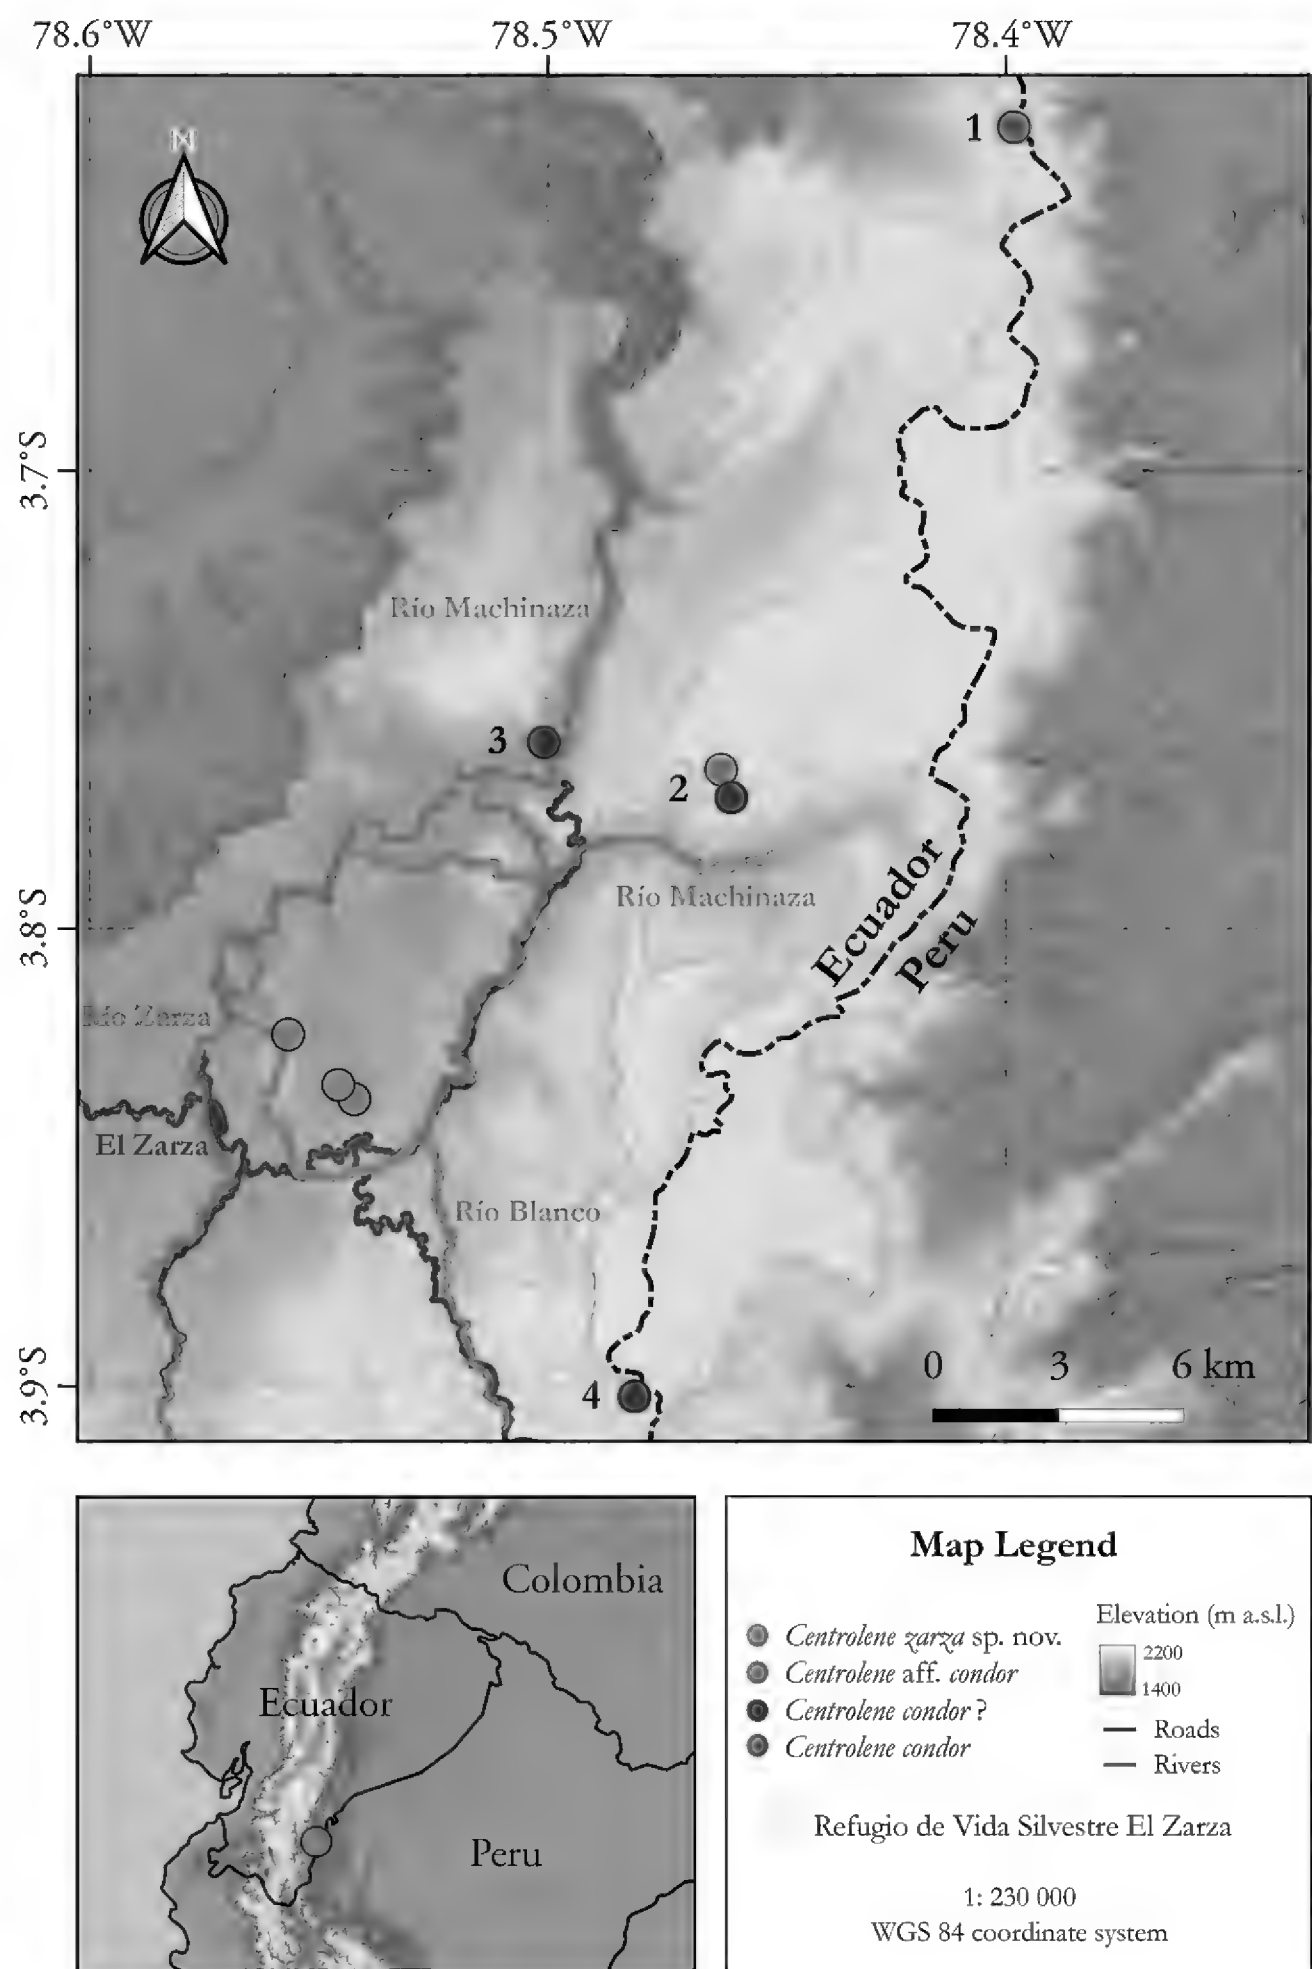 78.6°W
78.5°W
78.4°W
N
1
3.7°S
Río Machinaza
3
2
Río Machinaza
Ecuador
Peru
3.8°S
Río Zarza
El Zarza
Río Blanco
3.9°S
4
0 3 6 km
Colombia
Ecuador
Peru
Map Legend
Centrolene zarza sp. nov.
Centrolene aff. condor
Centrolene condor ?
Centrolene condor
Elevation (m a.s.l.)
2200
1400
Roads
Rivers
Refugio de Vida Silvestre El Zarza
1: 230 000
WGS 84 coordinate system